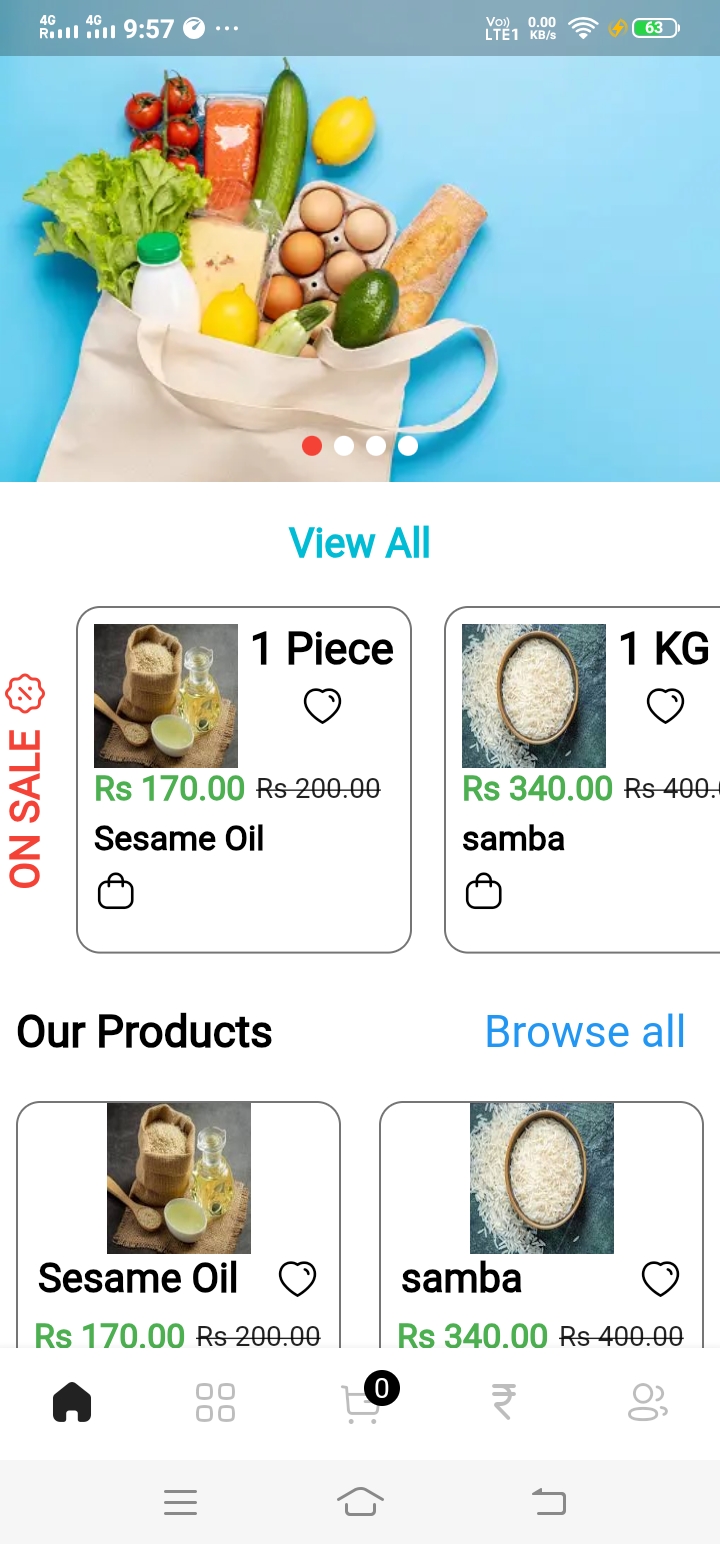 4G R 4G 9:57 ... Vo)) LTE1 0.00 KB/s 63
View All
ON SALE
1 Piece
Rs 170.00 Rs 200.00
Sesame Oil
1 KG
Rs 340.00 Rs 400.
samba
Our Products Browse all
Sesame Oil
Rs 170.00 Rs 200.00
samba
Rs 340.00 Rs 400.00
0 ₹